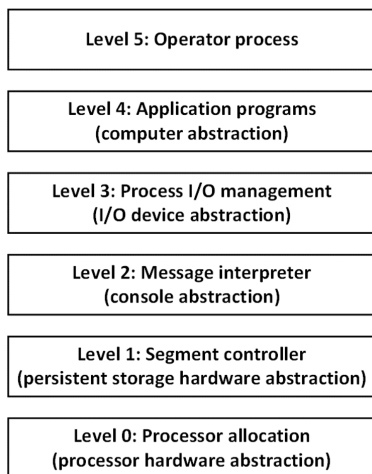 Level 5: Operator process
Level 4: Application programs
(computer abstraction)
Level 3: Process I/O management
(I/O device abstraction)
Level 2: Message interpreter
(console abstraction)
Level 1: Segment controller
(persistent storage hardware abstraction)
Level 0: Processor allocation
(processor hardware abstraction)